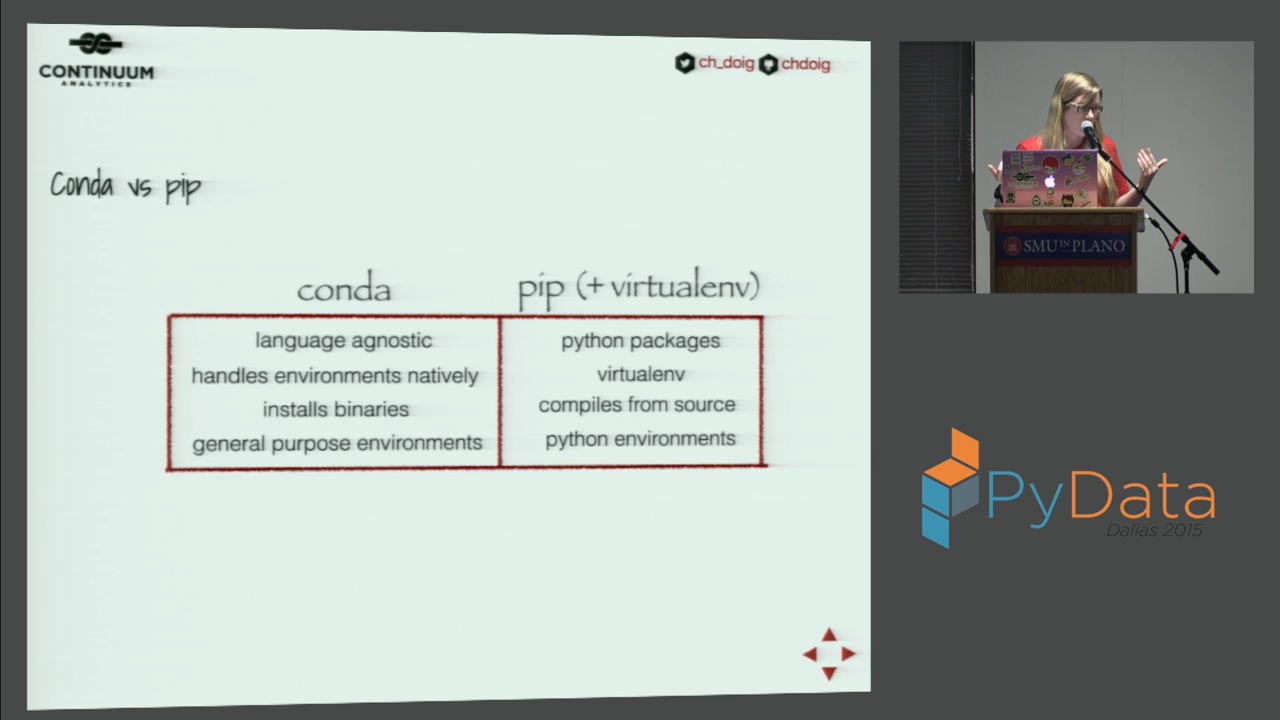 CONTINUUM
ANALYTICS
ch_doig chdoig
Conda vs pip
conda
pip (+ virtualenv)
language agnostic
python packages
handles environments natively
virtualenv
installs binaries
compiles from source
general purpose environments
python environments
SMU IN PLANO
PyData
Dallas 2015